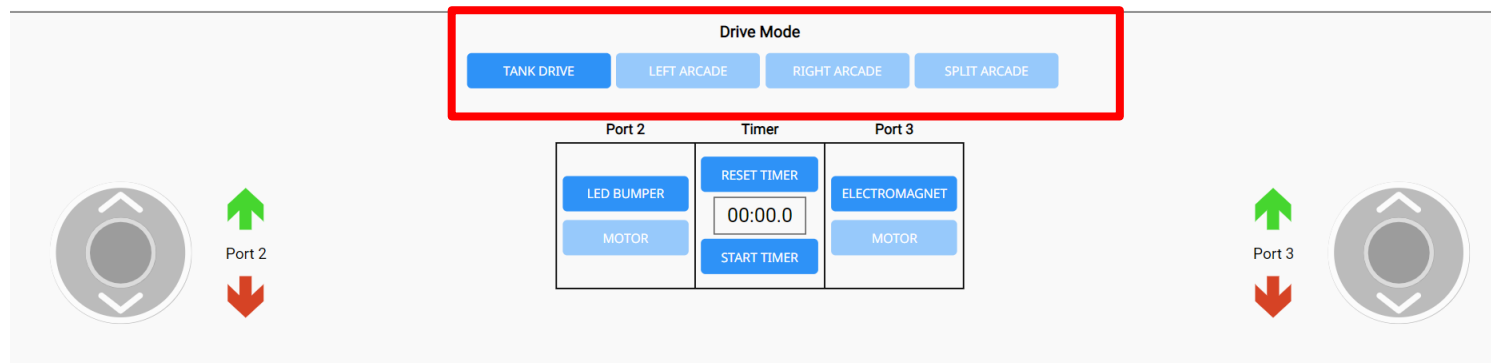 Drive Mode
TANK DRIVE LEFT ARCADE RIGHT ARCADE SPLIT ARCADE
Port 2 Timer Port 3
LED BUMPER RESET TIMER ELECTROMAGNET
00:00.0
MOTOR START TIMER MOTOR
Port 2
Port 3